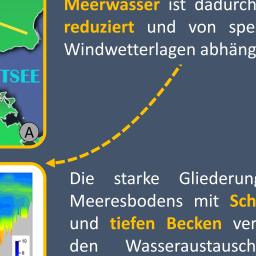 Meerwasser ist dadurch
reduziert und von spe
Windwetterlagen abhäng
TSEE
A
Die starke Gliederung
Meeresbodens mit Sch
und tiefen Becken ver
den Wasseraustausch